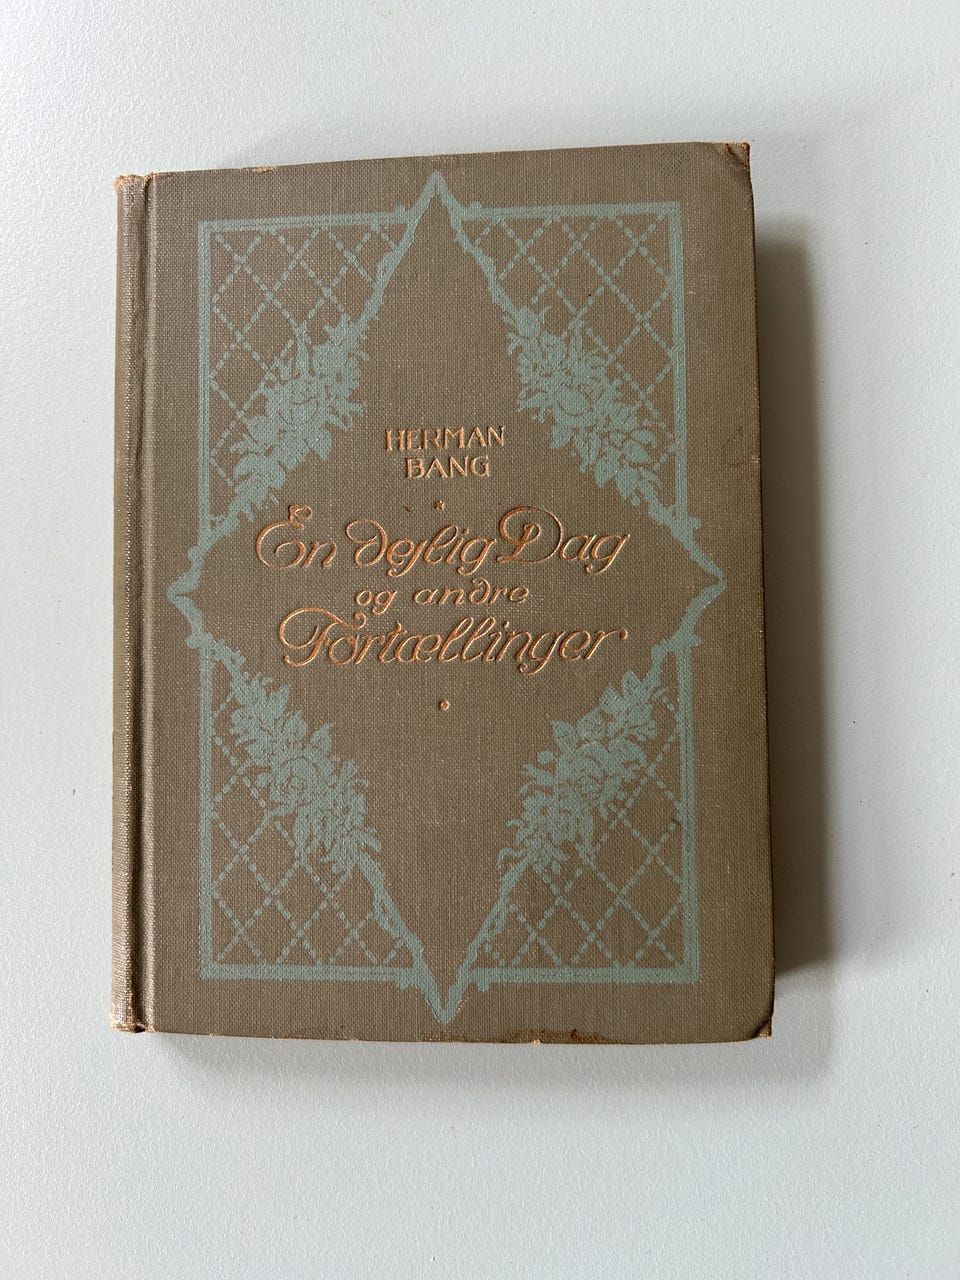 HERMAN
BANG
En dejlig Dag
og andre
Fortællinger